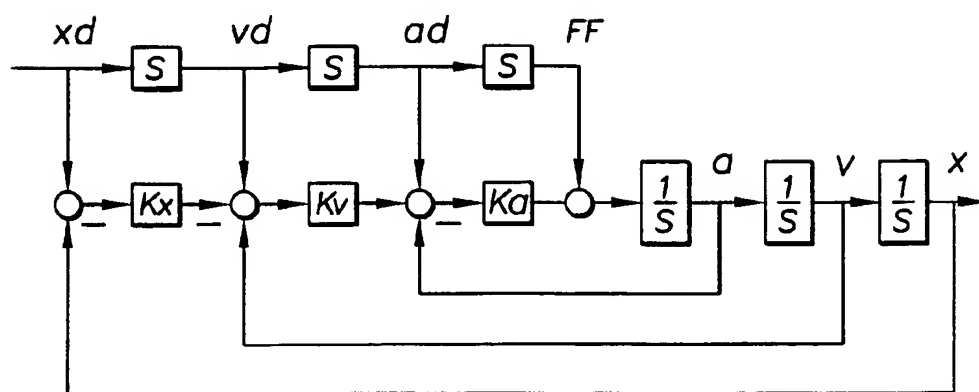 xd vd ad FF
S S S
a v x
Kx Kv Ka 1/S 1/S 1/S